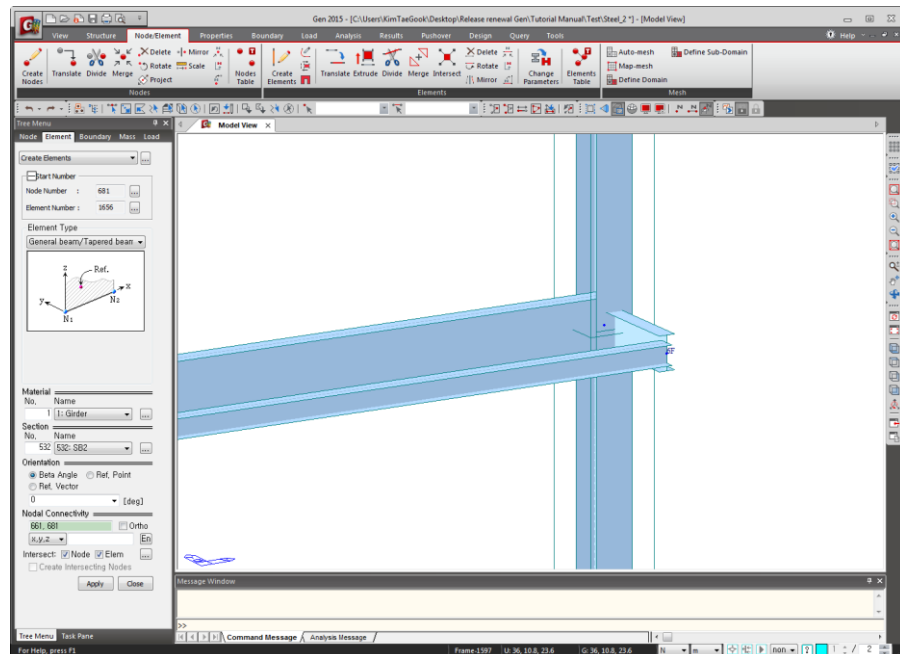 Gen 2015 - [C:\Users\KimTaeGook\Desktop\Release renewal Gen\Tutorial Manual\Test\Steel_2 *] - [Model View]
View Structure Node/Element Properties Boundary Load Analysis Results Pushover Design Query Tools Help
Create Nodes Translate Divide Merge Delete Rotate Project Mirror Scale Nodes Table
Create Elements Translate Extrude Divide Merge Intersect Delete Rotate Mirror Change Parameters Elements Table
Auto-mesh Map-mesh Define Domain Define Sub-Domain
Nodes Elements Mesh
Tree Menu
Model View
Node Element Boundary Mass Load
Create Elements
Start Number
Node Number : 681
Element Number : 1656
Element Type
General beam/Tapered bean
z Ref.
y x
N1 N2
Material
No. Name
1 1: Girder
Section
No. Name
532 532: SB2
Orientation
Beta Angle Ref. Point
Ref. Vector
0 [deg]
Nodal Connectivity
661, 681 Ortho
x,y,z En
Intersect: Node Elem
Create Intersecting Nodes
Apply Close
Message Window
>>
Tree Menu Task Pane
Command Message Analysis Message
For Help, press F1
Frame-1597 U: 36, 10.8, 23.6 G: 36, 10.8, 23.6 N m non ? 1 / 2